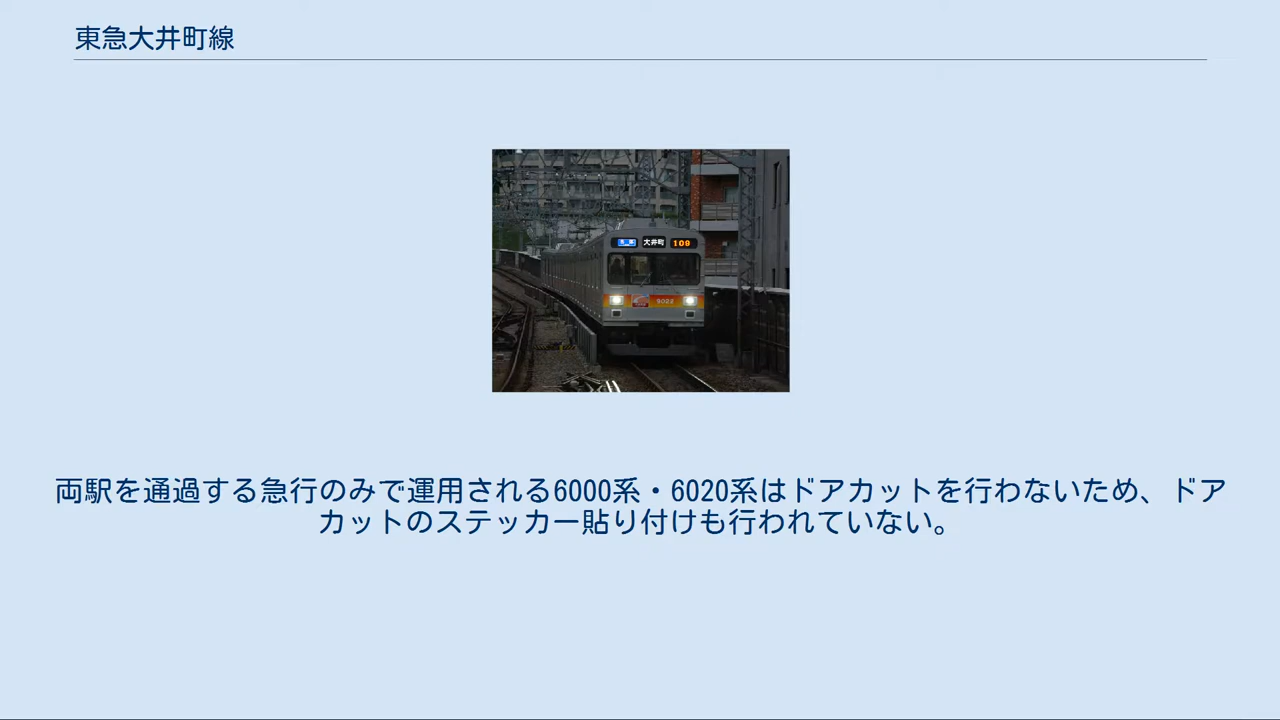 東急大井町線
大井町
109
9022
両駅を通過する急行のみで運用される6000系・6020系はドアカットを行わないため、ドア
カットのステッカー貼り付けも行われていない。